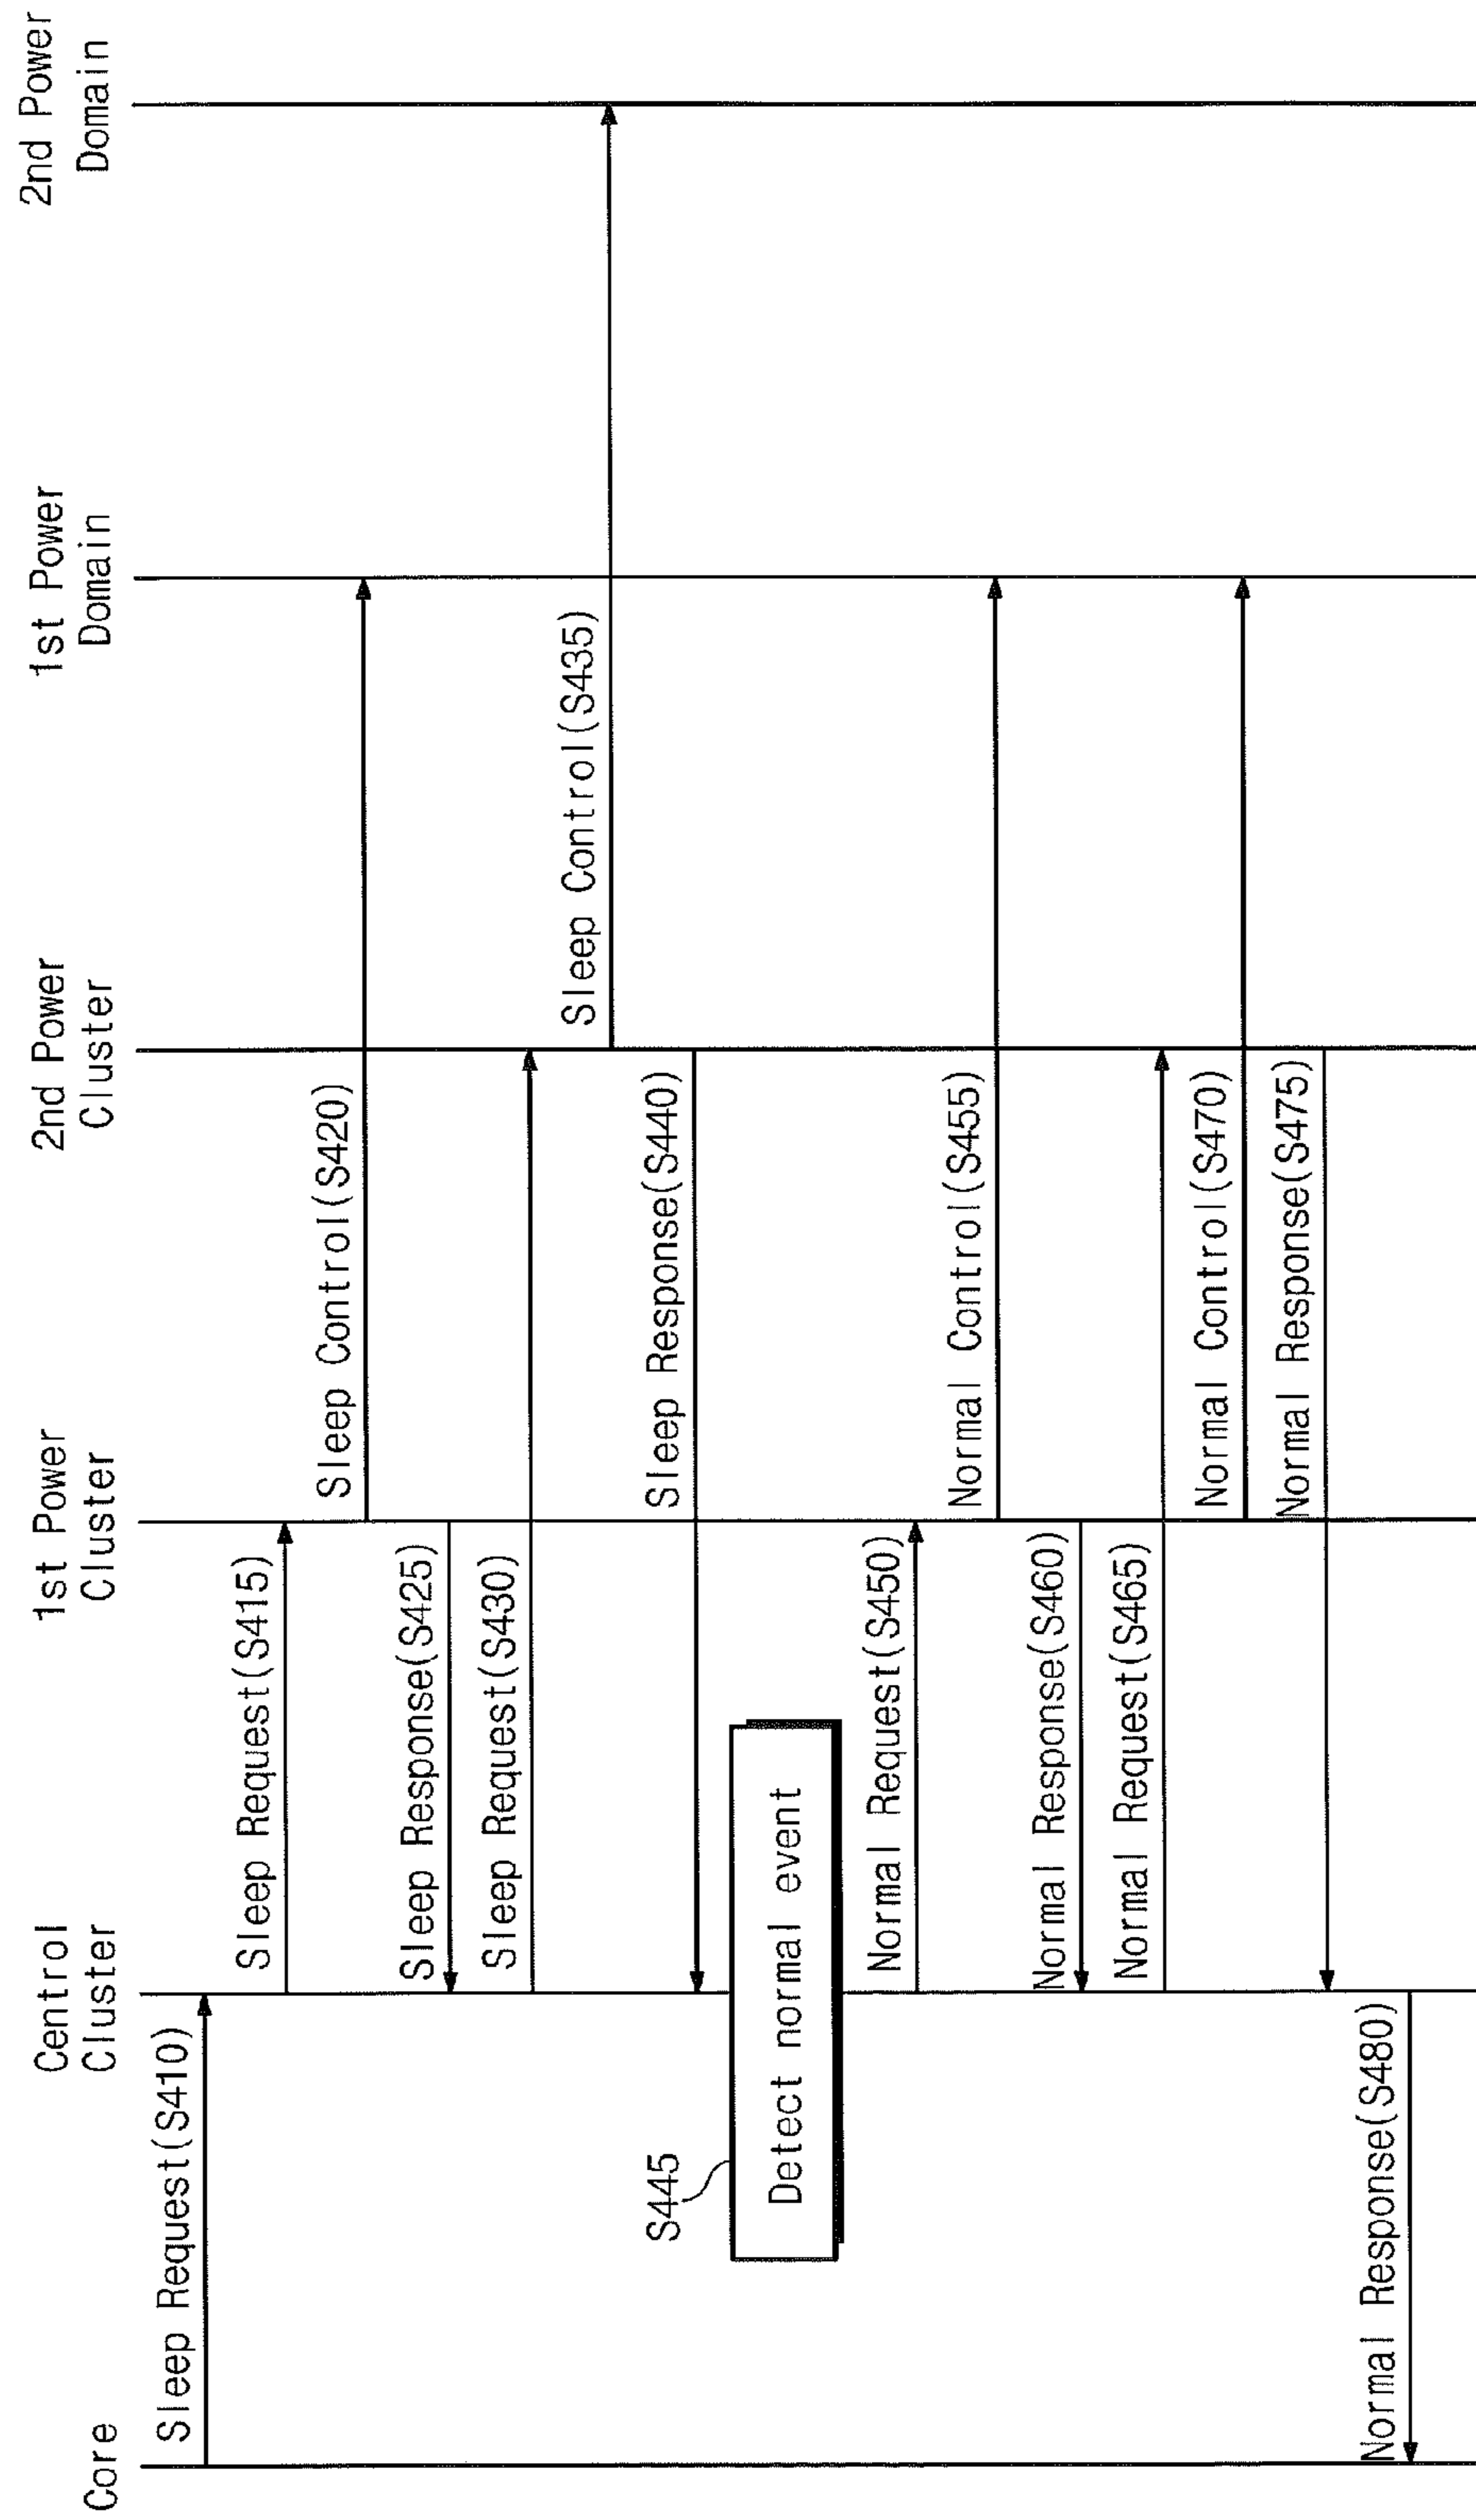 Core
Central
Cluster
1st Power
Cluster
2nd Power
Cluster
1st Power
Domain
2nd Power
Domain
Sleep Request(S410)
Sleep Request(S415)
Sleep Control(S420)
Sleep Response(S425)
Sleep Request(S430)
Sleep Control(S435)
Sleep Response(S440)
S445
Detect normal event
Normal Request(S450)
Normal Control(S455)
Normal Response(S460)
Normal Request(S465)
Normal Control(S470)
Normal Response(S475)
Normal Response(S480)